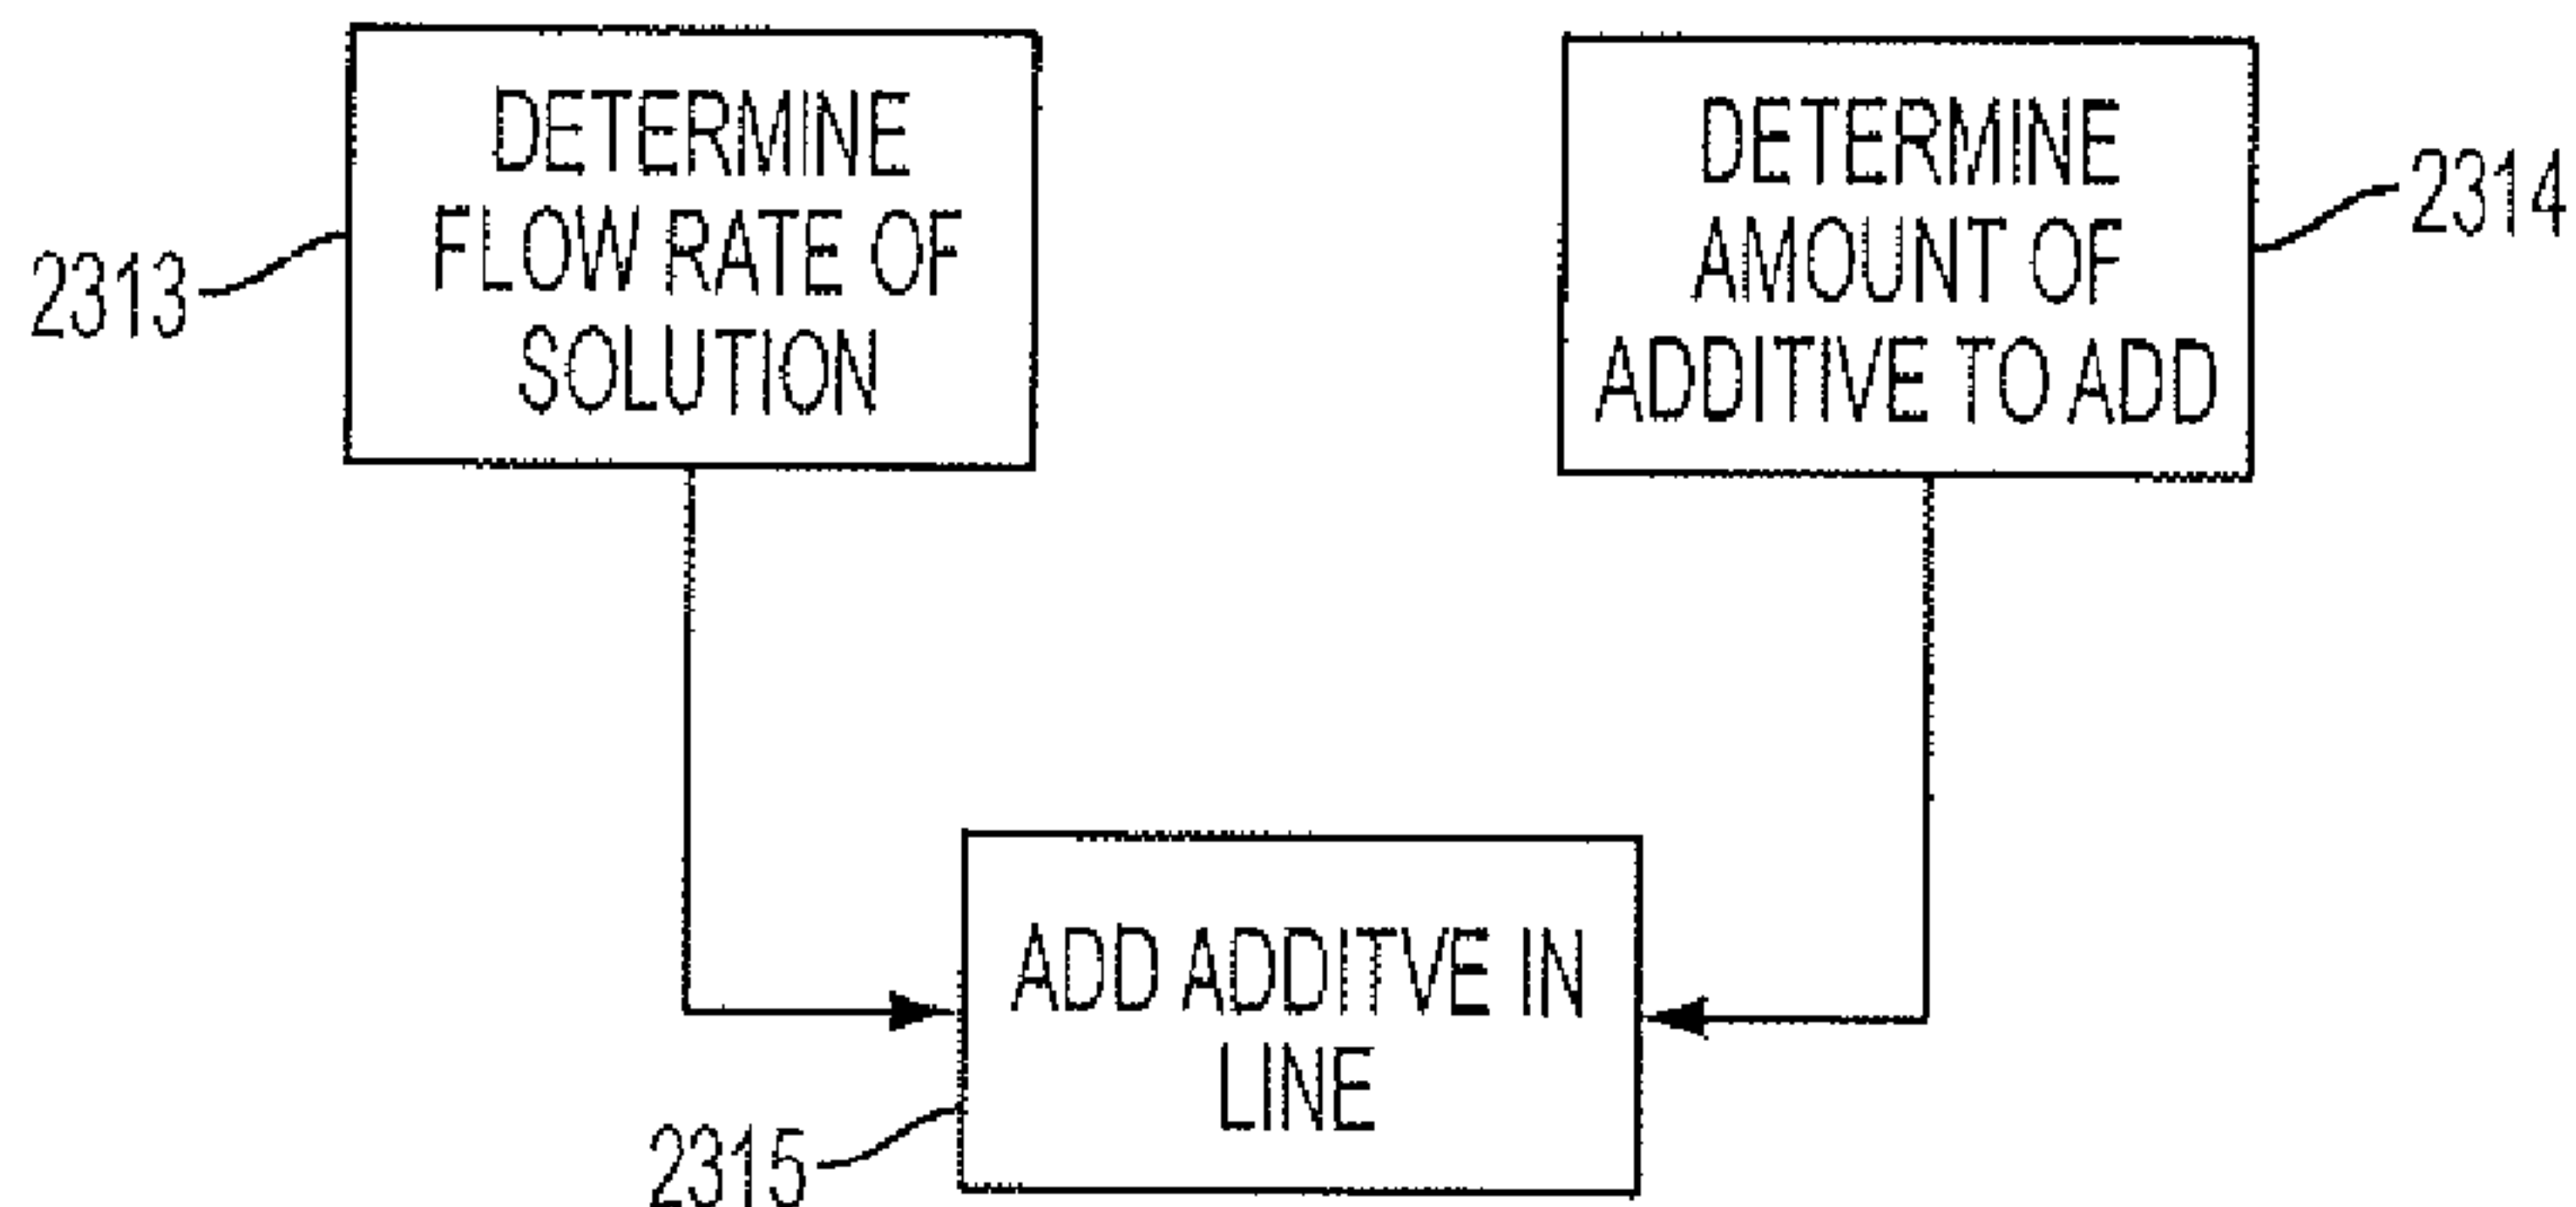 DETERMINE
FLOW RATE OF
SOLUTION
2313
DETERMINE
AMOUNT OF
ADDITIVE TO ADD
2314
ADD ADDITVE IN
LINE
2315